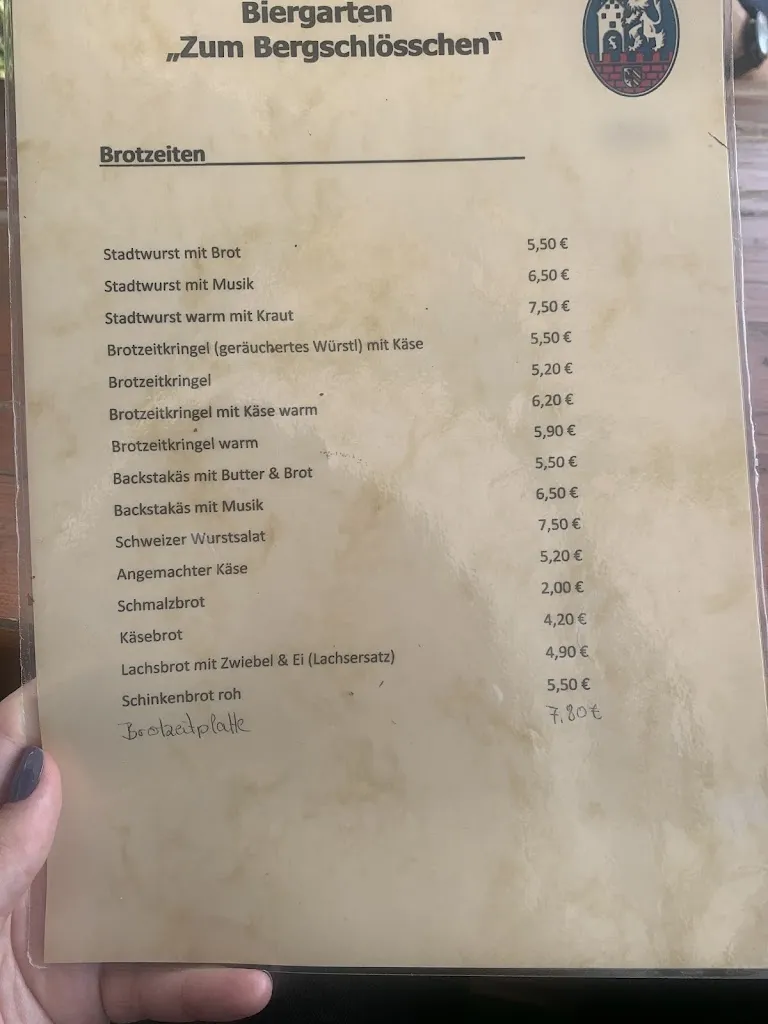 Biergarten
„Zum Bergschlösschen“
Brotzeiten
Stadtwurst mit Brot 5,50 €
Stadtwurst mit Musik 6,50 €
Stadtwurst warm mit Kraut 7,50 €
Brotzeitkringel (geräuchertes Würstl) mit Käse 5,50 €
Brotzeitkringel 5,20 €
Brotzeitkringel mit Käse warm 6,20 €
Brotzeitkringel warm 5,90 €
Backstakäs mit Butter & Brot 5,50 €
Backstakäs mit Musik 6,50 €
Schweizer Wurstsalat 7,50 €
Angemachter Käse 5,20 €
Schmalzbrot 2,00 €
Käsebrot 4,20 €
Lachsbrot mit Zwiebel & Ei (Lachsersatz) 4,90 €
Schinkenbrot roh 5,50 €
Brotzeitplatte 7.80 €